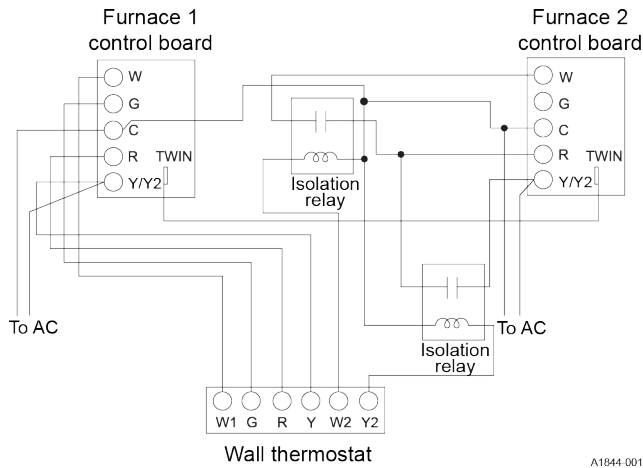 Furnace 1
control board
Furnace 2
control board
W
G
C
R
TWIN
Y/Y2
W
G
C
R
TWIN
Y/Y2
Isolation
relay
To AC
To AC
Isolation
relay
W1 G R Y W2 Y2
Wall thermostat
A1844-001